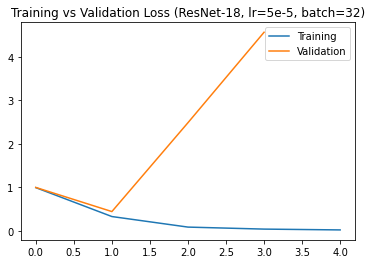 Training vs Validation Loss (ResNet-18, lr=5e-5, batch=32)
Training
Validation
4
3
2
1
0
0.0 0.5 1.0 1.5 2.0 2.5 3.0 3.5 4.0